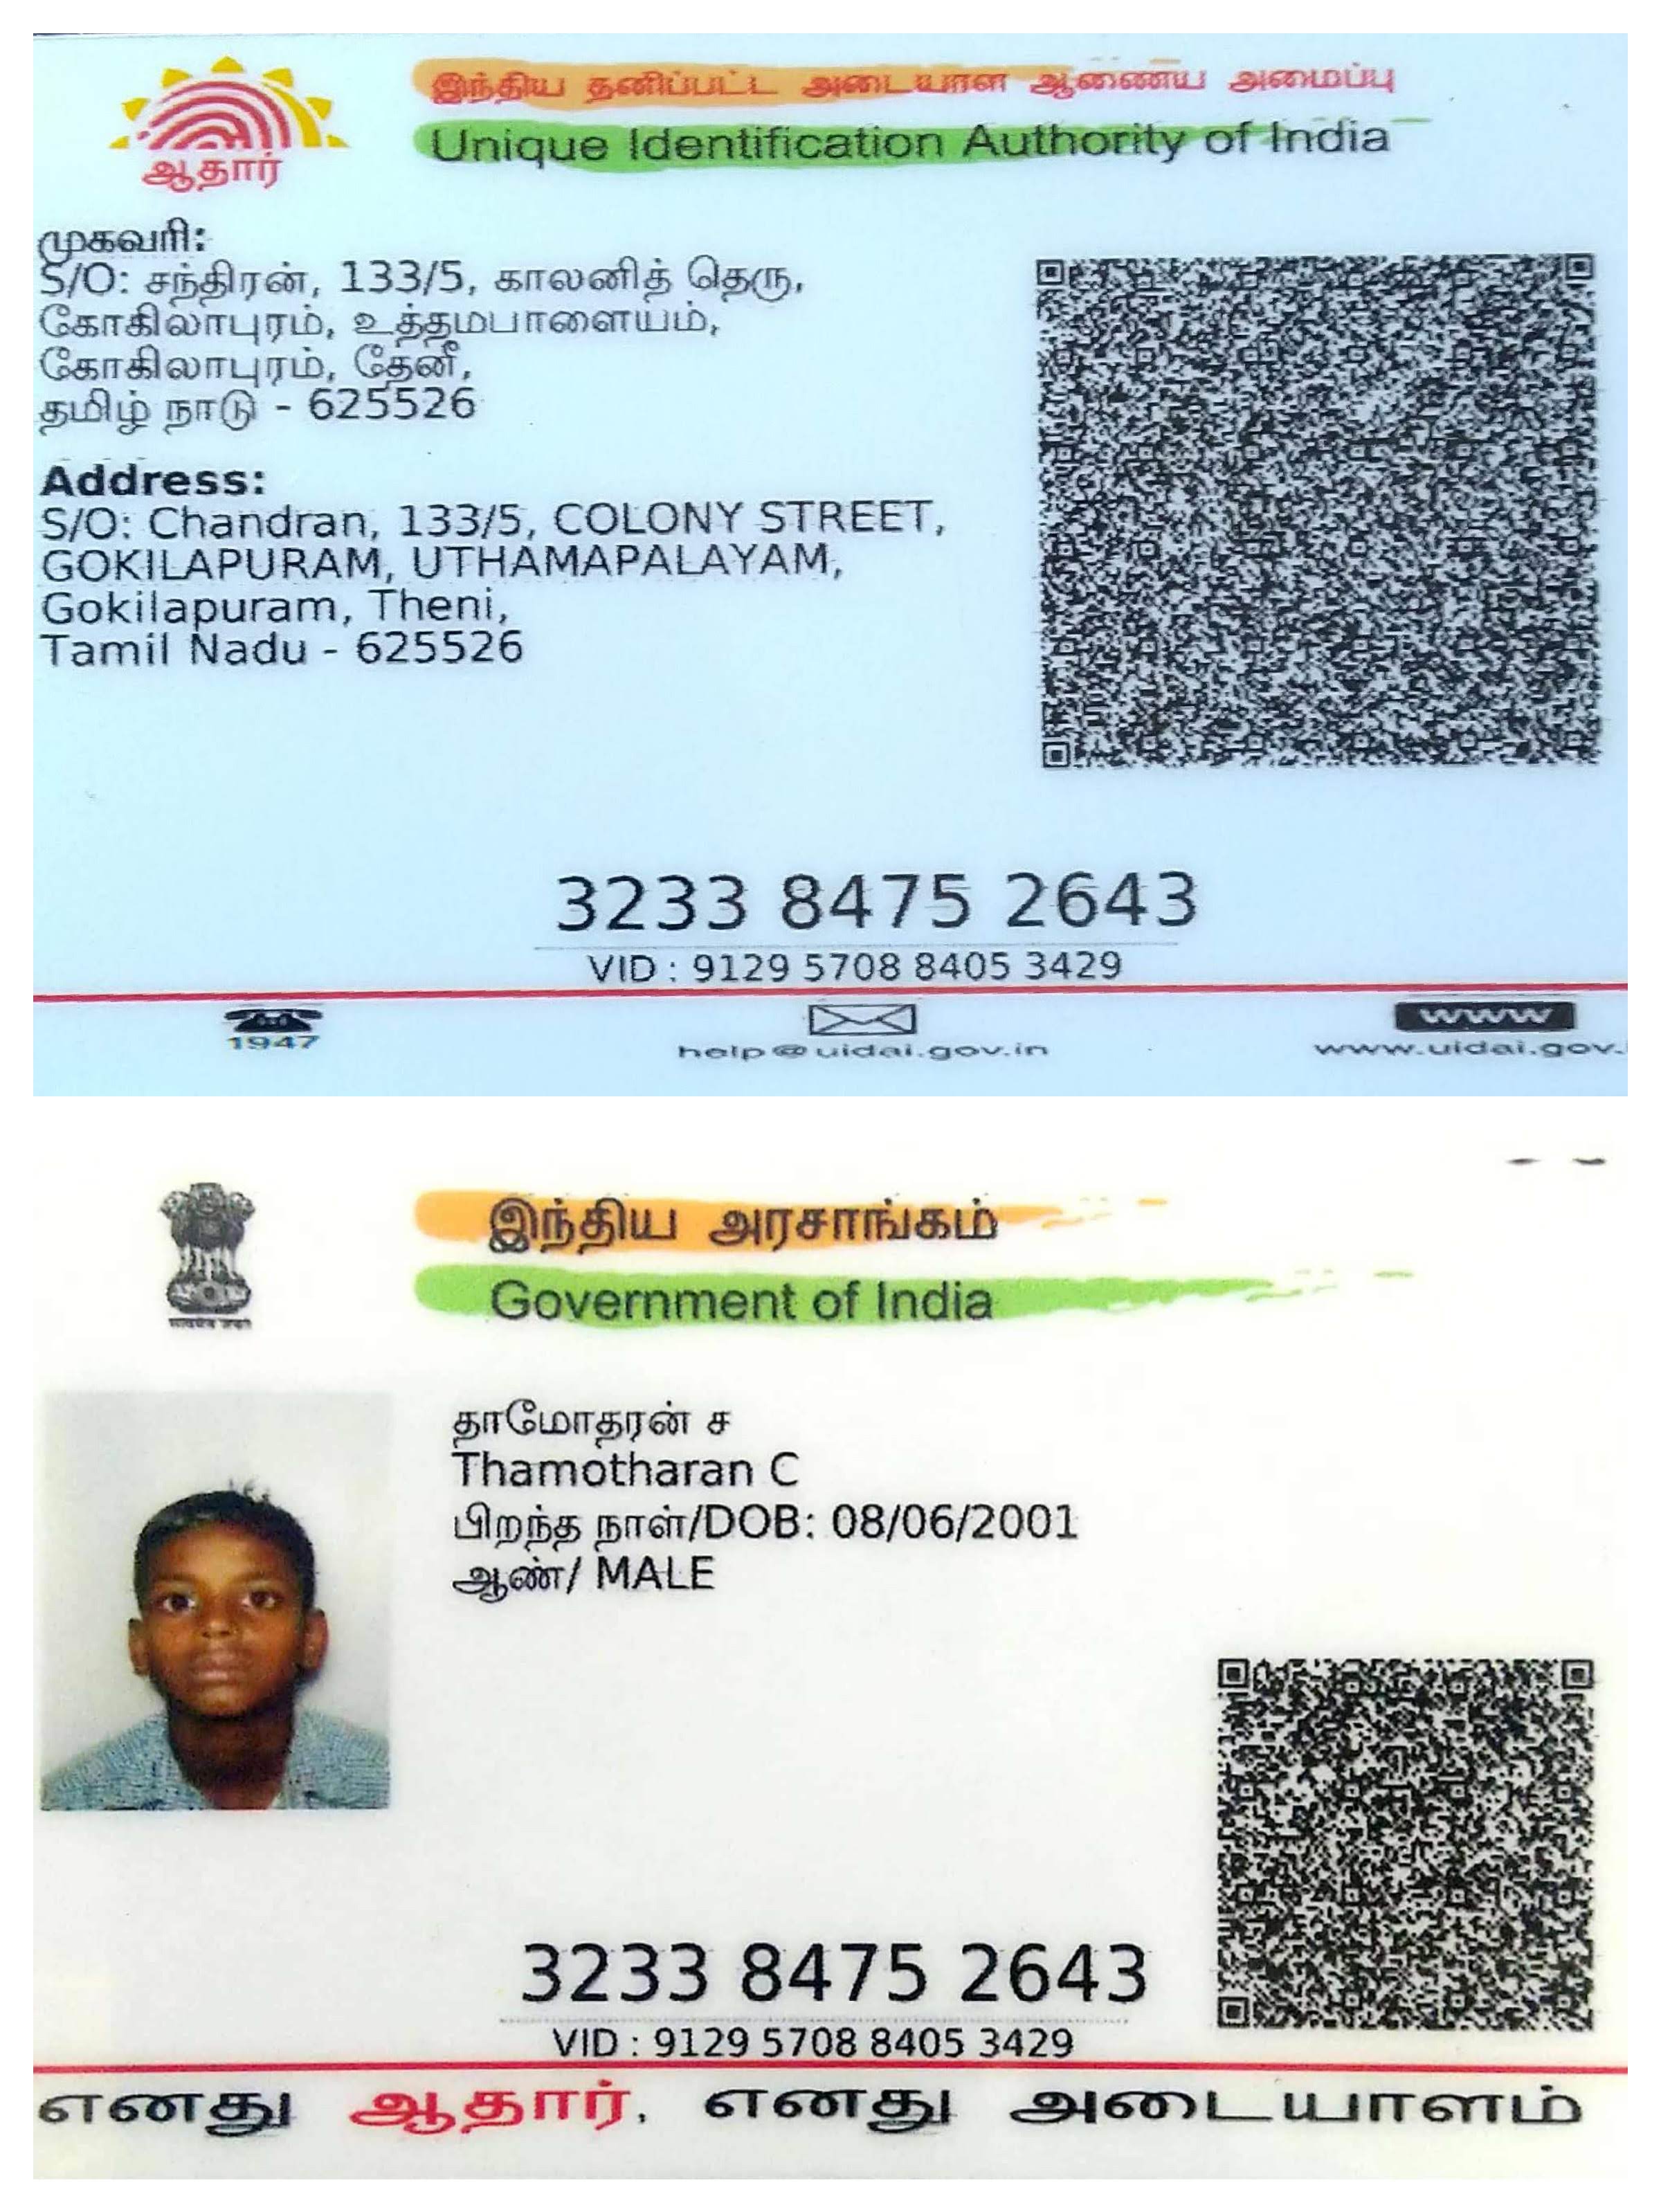 இந்திய தனிப்பட்ட அடையாள ஆணைய அமைப்பு
Unique Identification Authority of India
ஆதார்
முகவரி:
S/O: சந்திரன், 133/5, காலனித் தெரு,
கோகிலாபுரம், உத்தமபாளையம்,
கோகிலாபுரம், தேனீ,
தமிழ் நாடு - 625526
Address:
S/O: Chandran, 133/5, COLONY STREET,
GOKILAPURAM, UTHAMAPALAYAM,
Gokilapuram, Theni,
Tamil Nadu - 625526
3233 8475 2643
VID : 9129 5708 8405 3429
1947
help@uidai.gov.in
WWW
www.uidai.gov.
இந்திய அரசாங்கம்
Government of India
सत्यमेव जयते
தாமோதரன் ச
Thamotharan C
பிறந்த நாள்/DOB: 08/06/2001
ஆண்/ MALE
3233 8475 2643
VID : 9129 5708 8405 3429
எனது ஆதார், எனது அடையாளம்